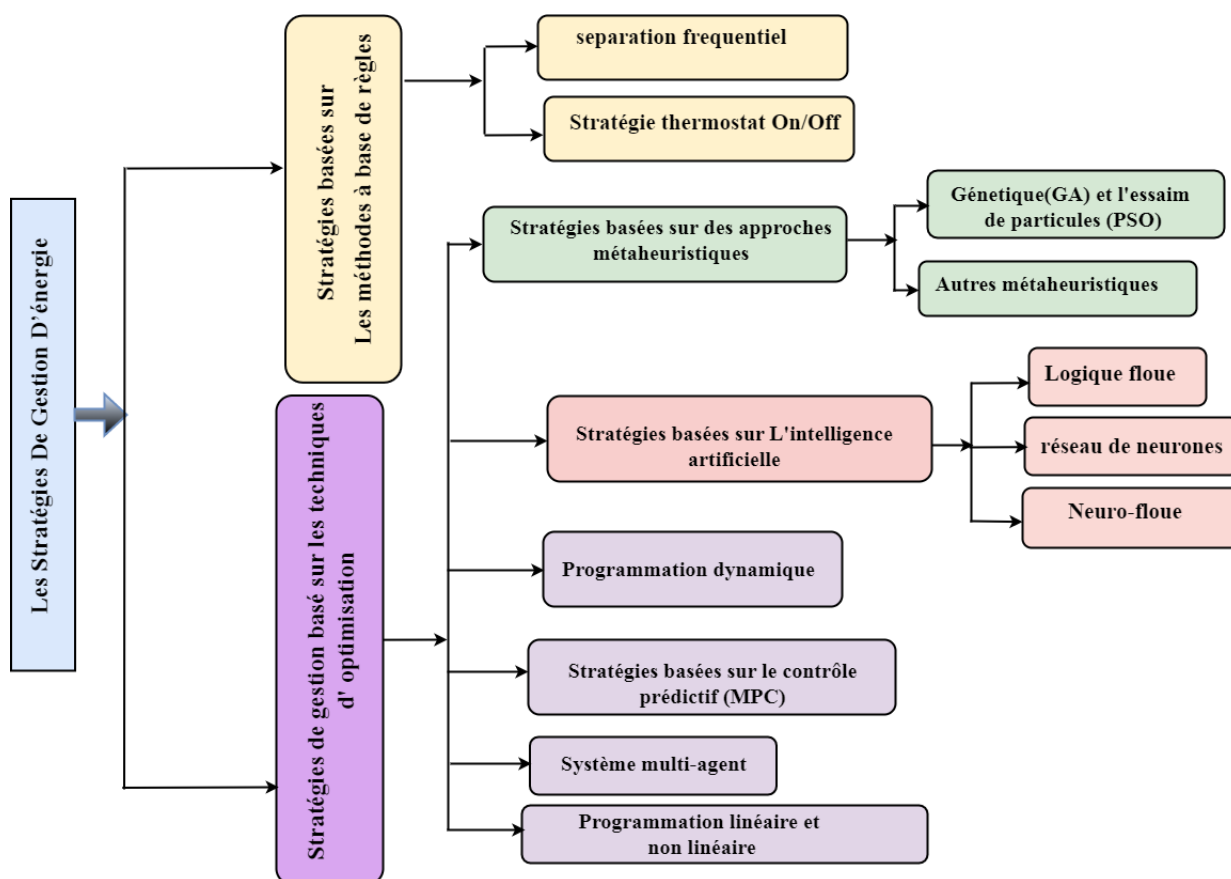 Les Stratégies De Gestion D’énergie
Stratégies basées sur
Les méthodes à base de règles
separation frequentiel
Stratégie thermostat On/Off
Stratégies de gestion basé sur les techniques
d' optimisation
Stratégies basées sur des approches
métaheuristiques
Génetique(GA) et l'essaim
de particules (PSO)
Autres métaheuristiques
Stratégies basées sur L'intelligence
artificielle
Logique floue
réseau de neurones
Neuro-floue
Programmation dynamique
Stratégies basées sur le contrôle
prédictif (MPC)
Système multi-agent
Programmation linéaire et
non linéaire